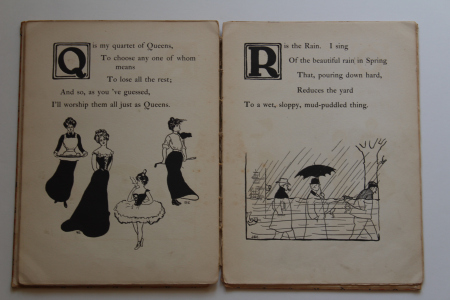 Q is my quartet of Queens,
To choose any one of whom
means
To lose all the rest;
And so, as you 've guessed,
I'll worship them all just as Queens.
R is the Rain. I sing
Of the beautiful rain in Spring
That, pouring down hard,
Reduces the yard
To a wet, sloppy, mud-puddled thing.